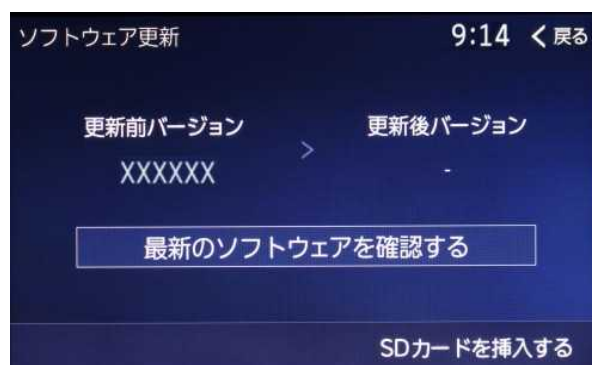 ソフトウェア更新 9:14 く戻る
更新前バージョン > 更新後バージョン
XXXXXX -
最新のソフトウェアを確認する
SDカードを挿入する